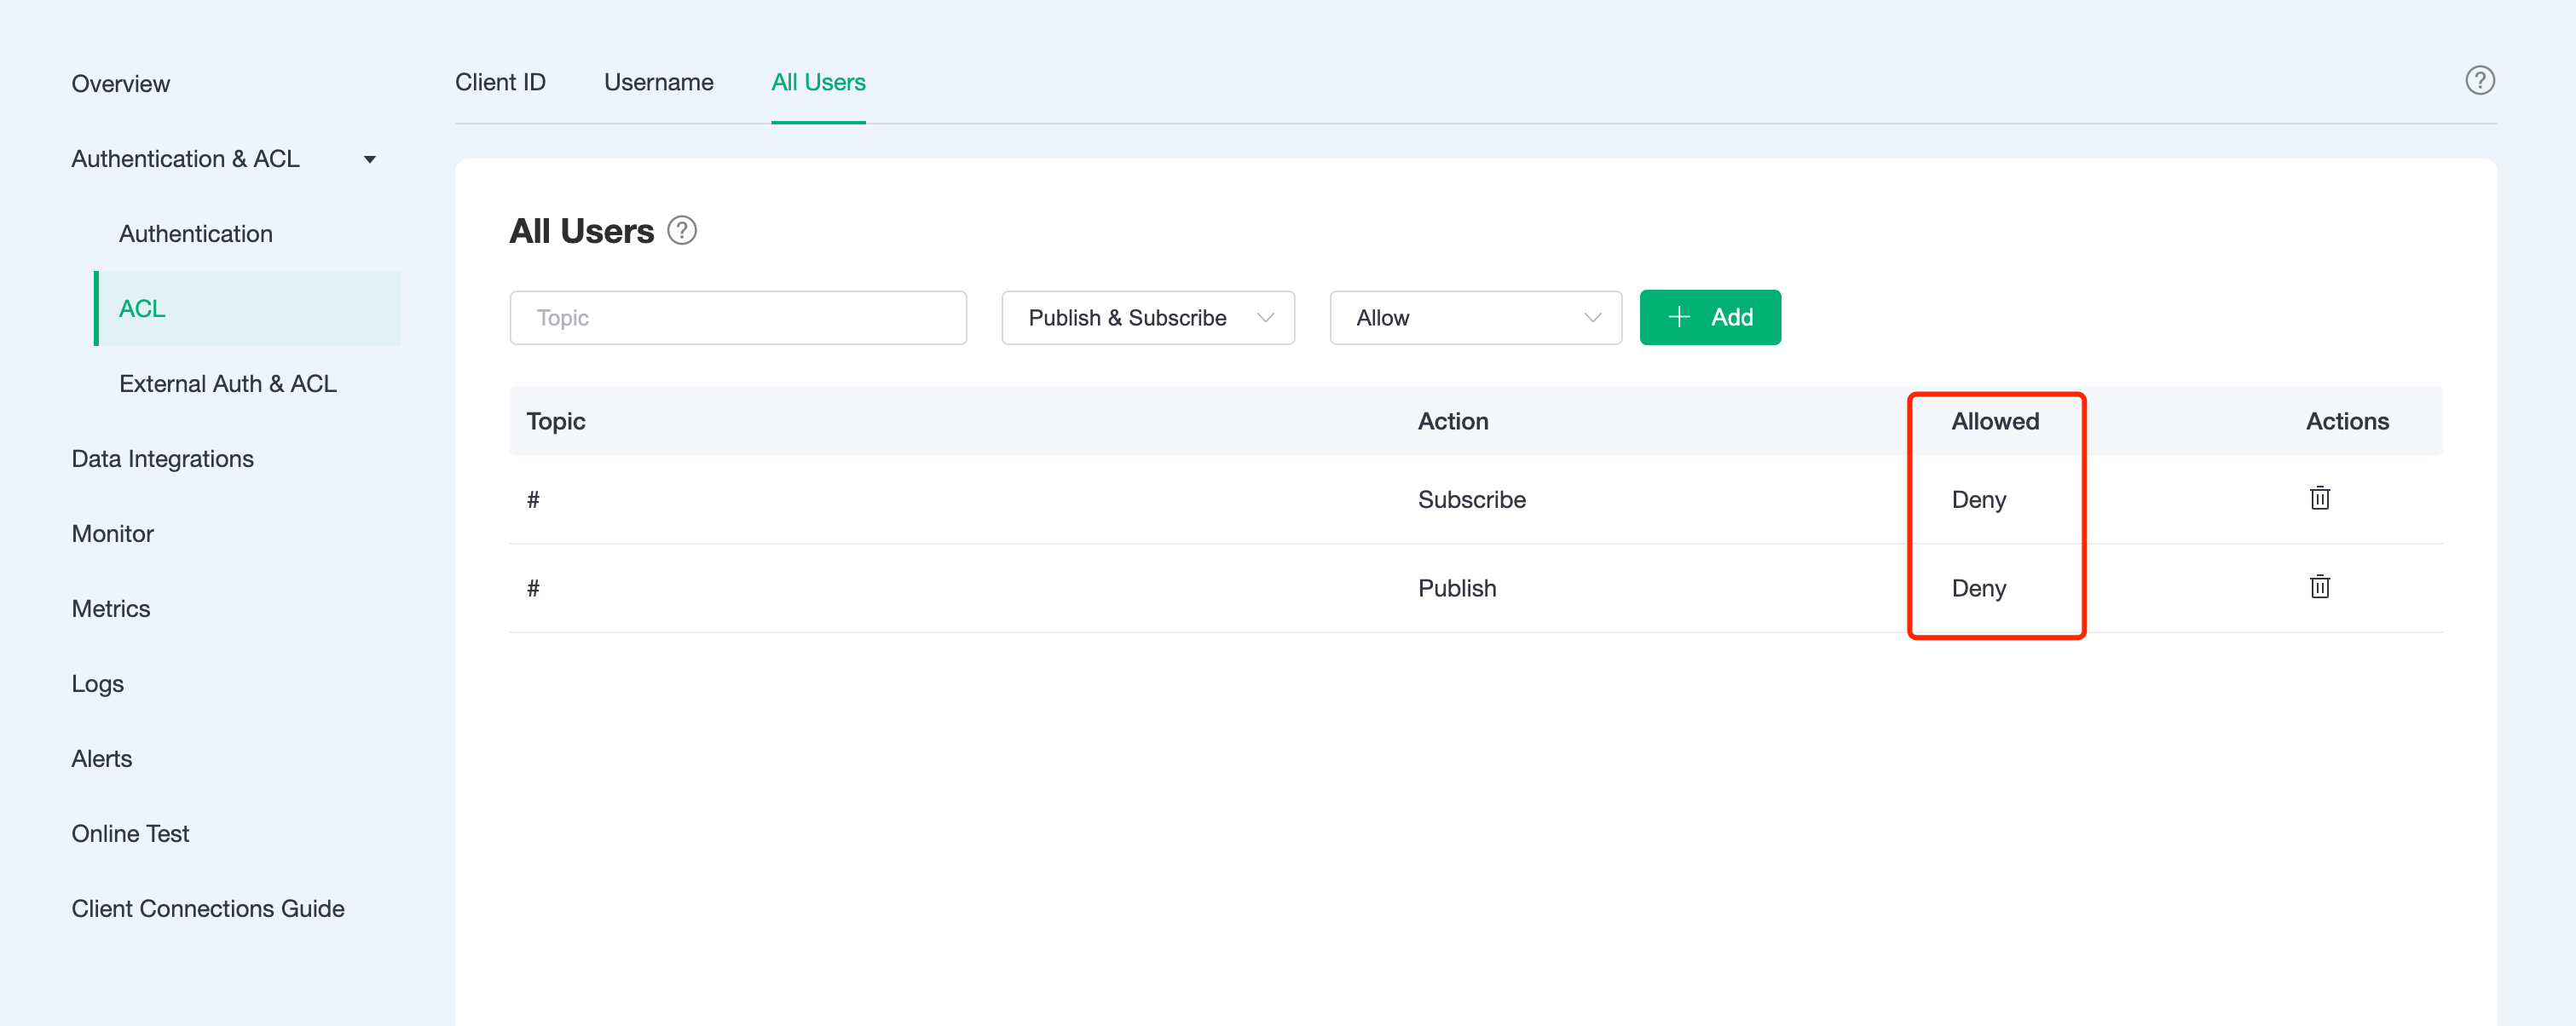 Overview
Authentication & ACL
Authentication
ACL
External Auth & ACL
Data Integrations
Monitor
Metrics
Logs
Alerts
Online Test
Client Connections Guide
Client ID Username All Users ?
All Users ?
Topic Publish & Subscribe Allow + Add
Topic Action Allowed Actions
# Subscribe Deny
# Publish Deny